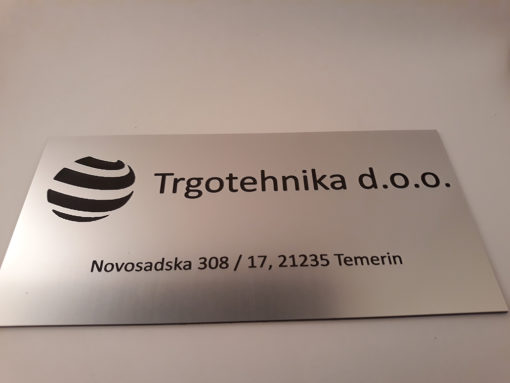 Trgotehnika d.o.o.
Novosadska 308 / 17, 21235 Temerin